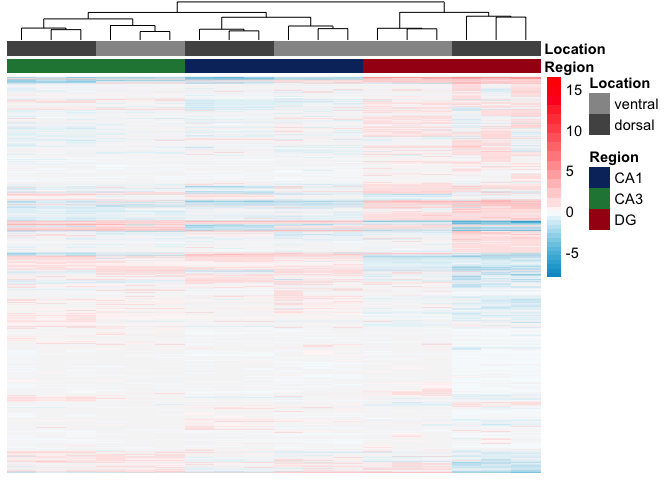 Location
Region
Location
ventral
dorsal
Region
CA1
CA3
DG
15
10
5
0
-5